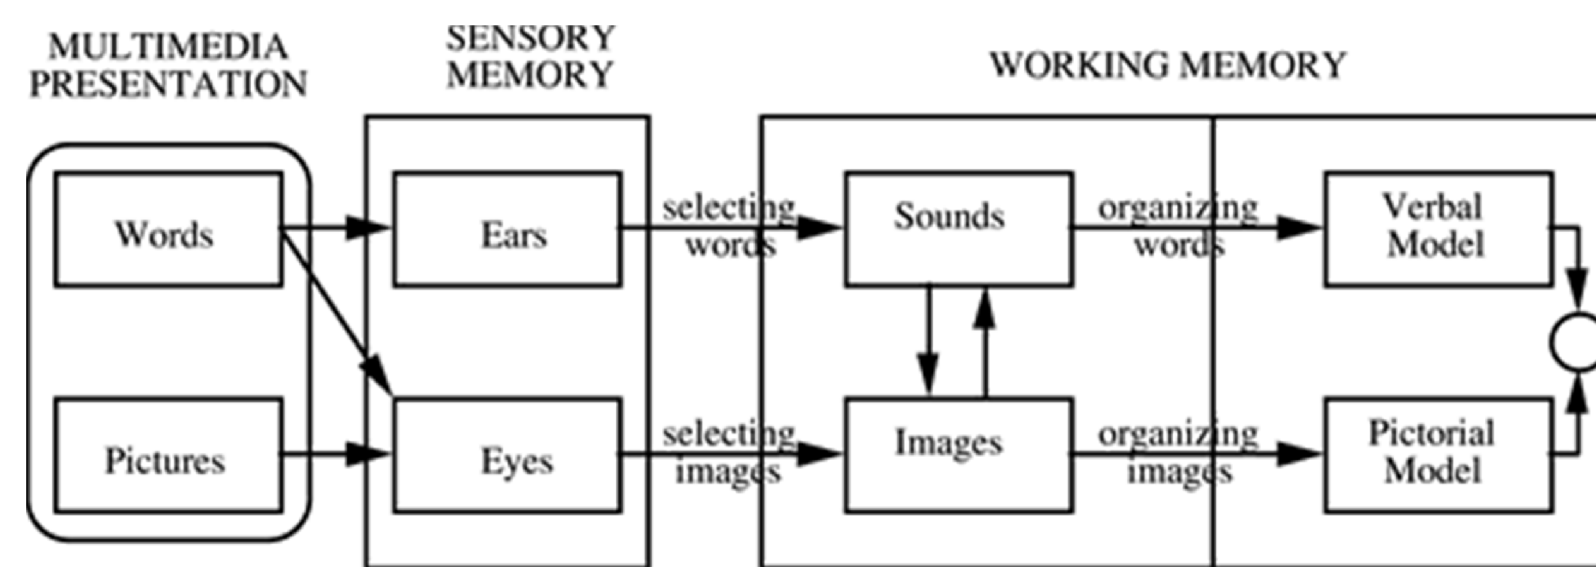 MULTIMEDIA
PRESENTATION
SENSORY
MEMORY
WORKING MEMORY
Words
Ears
selecting
words
Sounds
organizing
words
Verbal
Model
Pictures
Eyes
selecting
images
Images
organizing
images
Pictorial
Model